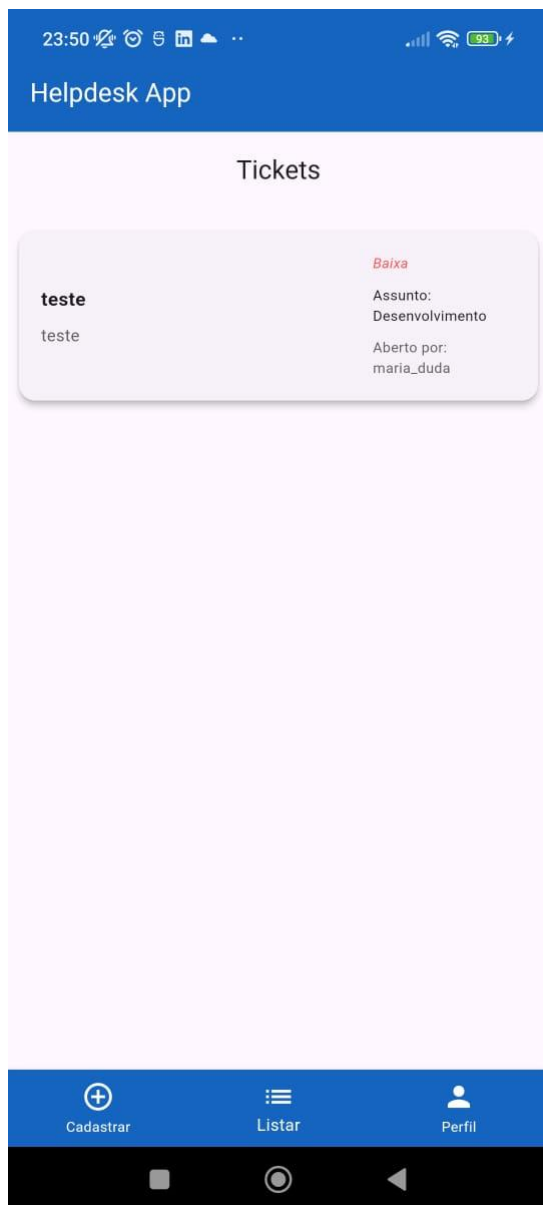 23:50
93
Helpdesk App
Tickets
Baixa
teste
Assunto:
Desenvolvimento
teste
Aberto por:
maria_duda
Cadastrar
Listar
Perfil